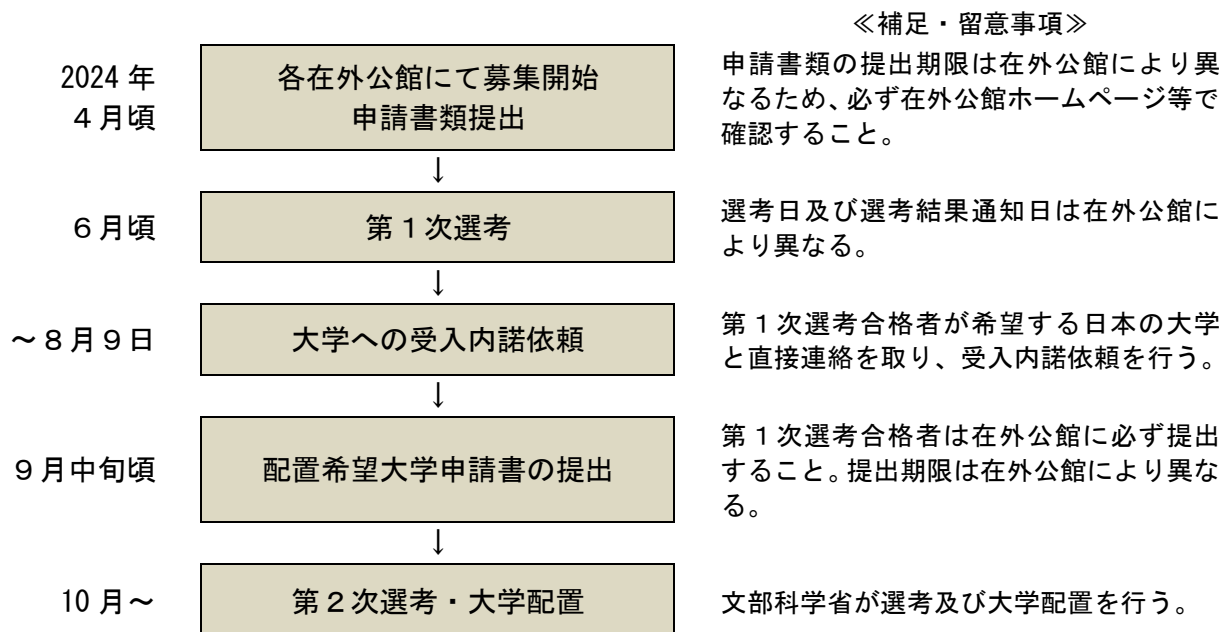 ≪補足・留意事項≫
2024 年
４月頃
各在外公館にて募集開始
申請書類提出
申請書類の提出期限は在外公館により異
なるため、必ず在外公館ホームページ等で
確認すること。
↓
６月頃
第１次選考
選考日及び選考結果通知日は在外公館に
より異なる。
↓
～８月９日
大学への受入内諾依頼
第１次選考合格者が希望する日本の大学
と直接連絡を取り、受入内諾依頼を行う。
↓
９月中旬頃
配置希望大学申請書の提出
第１次選考合格者は在外公館に必ず提出
すること。提出期限は在外公館により異な
る。
↓
10 月～
第２次選考・大学配置
文部科学省が選考及び大学配置を行う。